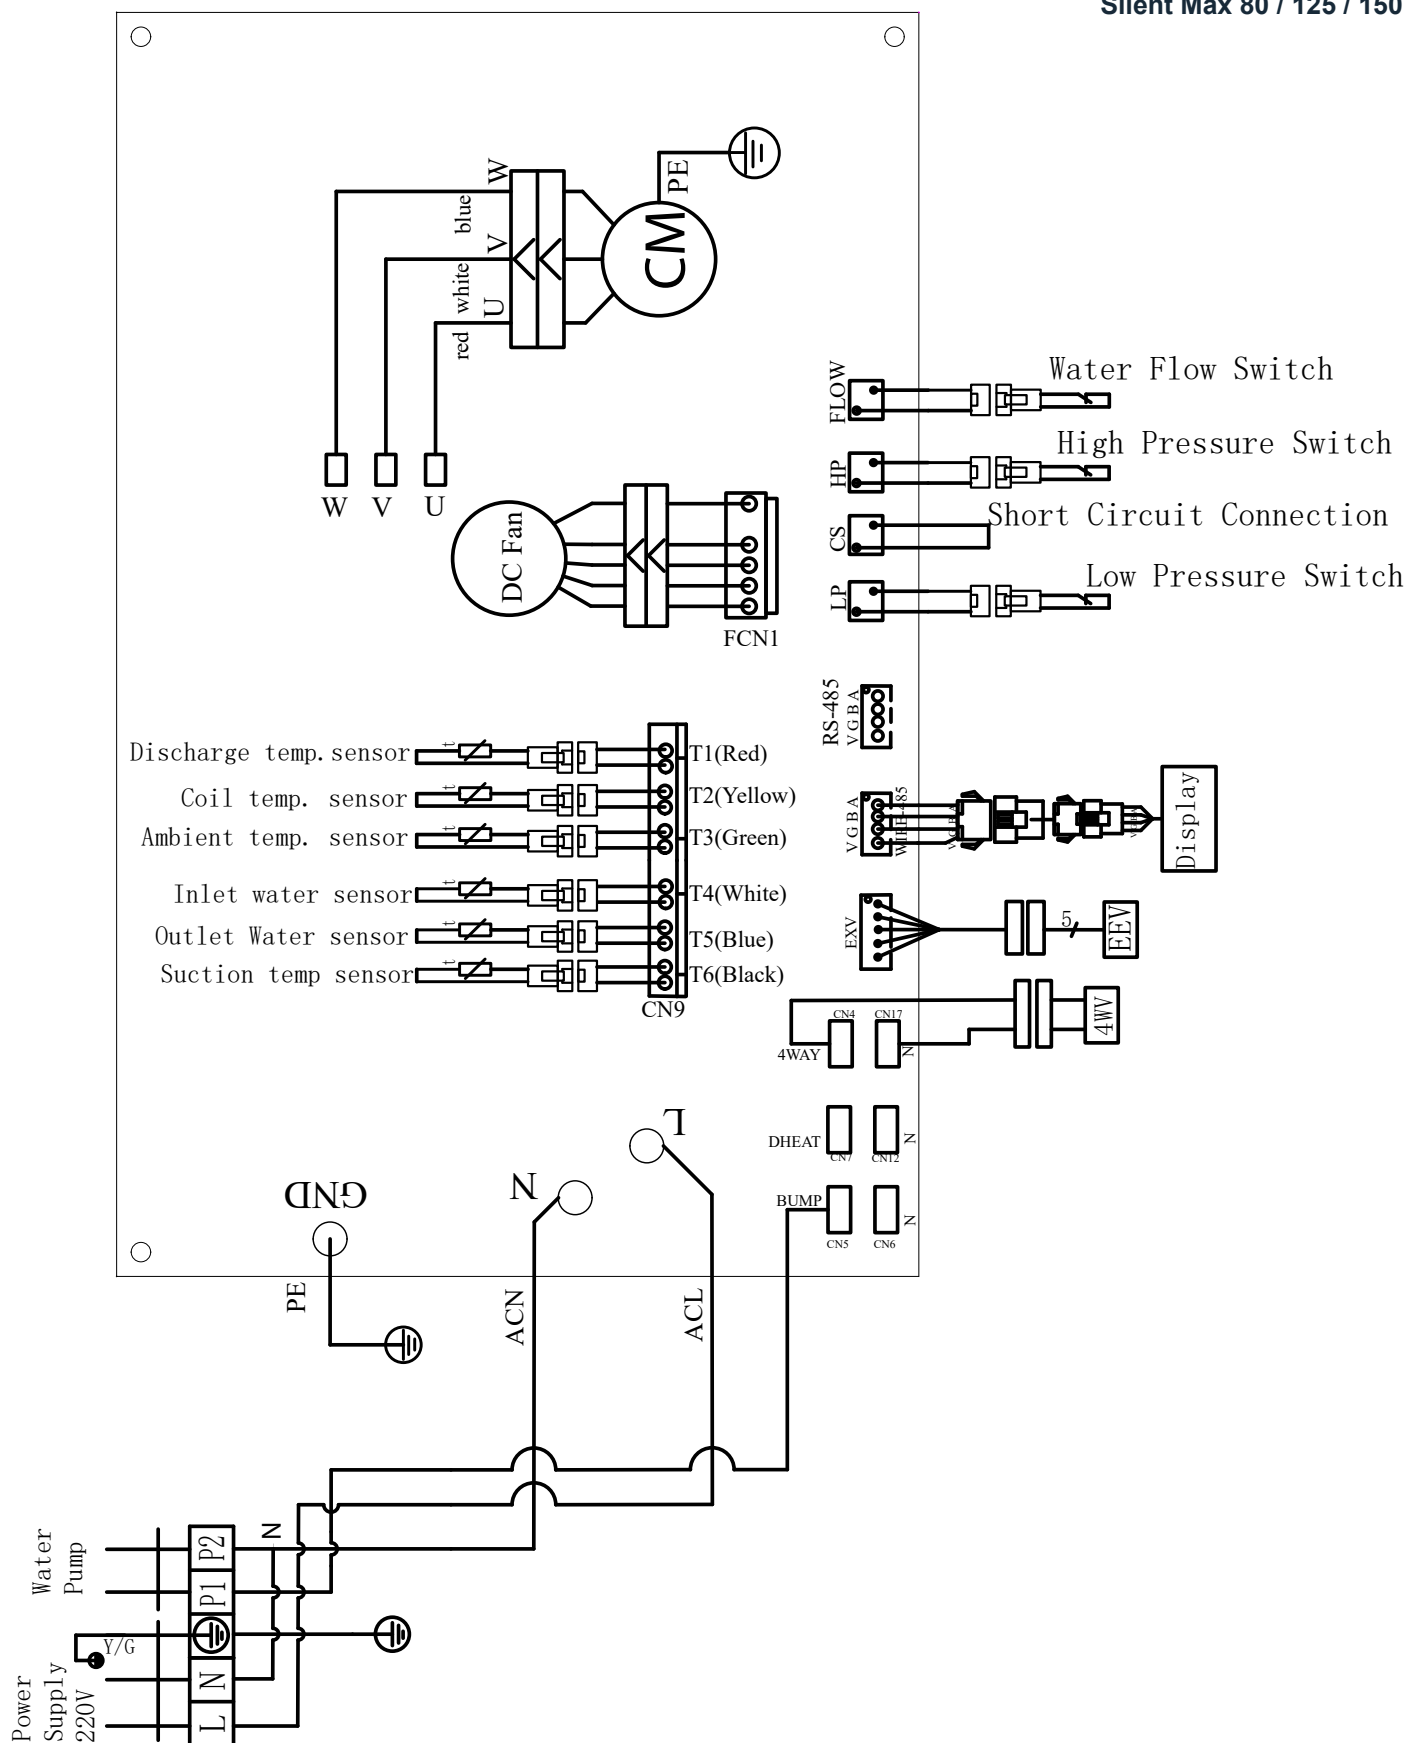 Silent Max 80 / 125 / 150
W
blue
V
white
U
red
PE
CM
W
V
U
DC Fan
FCN1
FLOW
Water Flow Switch
HP
High Pressure Switch
CS
Short Circuit Connection
LP
Low Pressure Switch
RS-485
V G B A
V G B A
WIRE-485
V G B A
Display
Discharge temp.sensor
t
T1(Red)
Coil temp. sensor
t
T2(Yellow)
Ambient temp. sensor
t
T3(Green)
Inlet water sensor
t
T4(White)
Outlet Water sensor
t
T5(Blue)
Suction temp sensor
t
T6(Black)
CN9
EXV
5
EEV
4WAY
CN4
CN17
N
4WV
DHEAT
CN7
CN12
N
BUMP
CN5
CN6
N
L
N
GND
PE
ACN
ACL
Water
Pump
P2
N
P1
Y/G
Power
Supply
220V
N
L